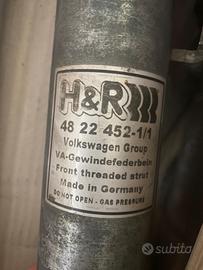 H&R
48 22 452-1/1
Volkswagen Group
VA-Gewindefederbein
Front threaded strut
Made in Germany
DO NOT OPEN - GAS PRESSURE
subito